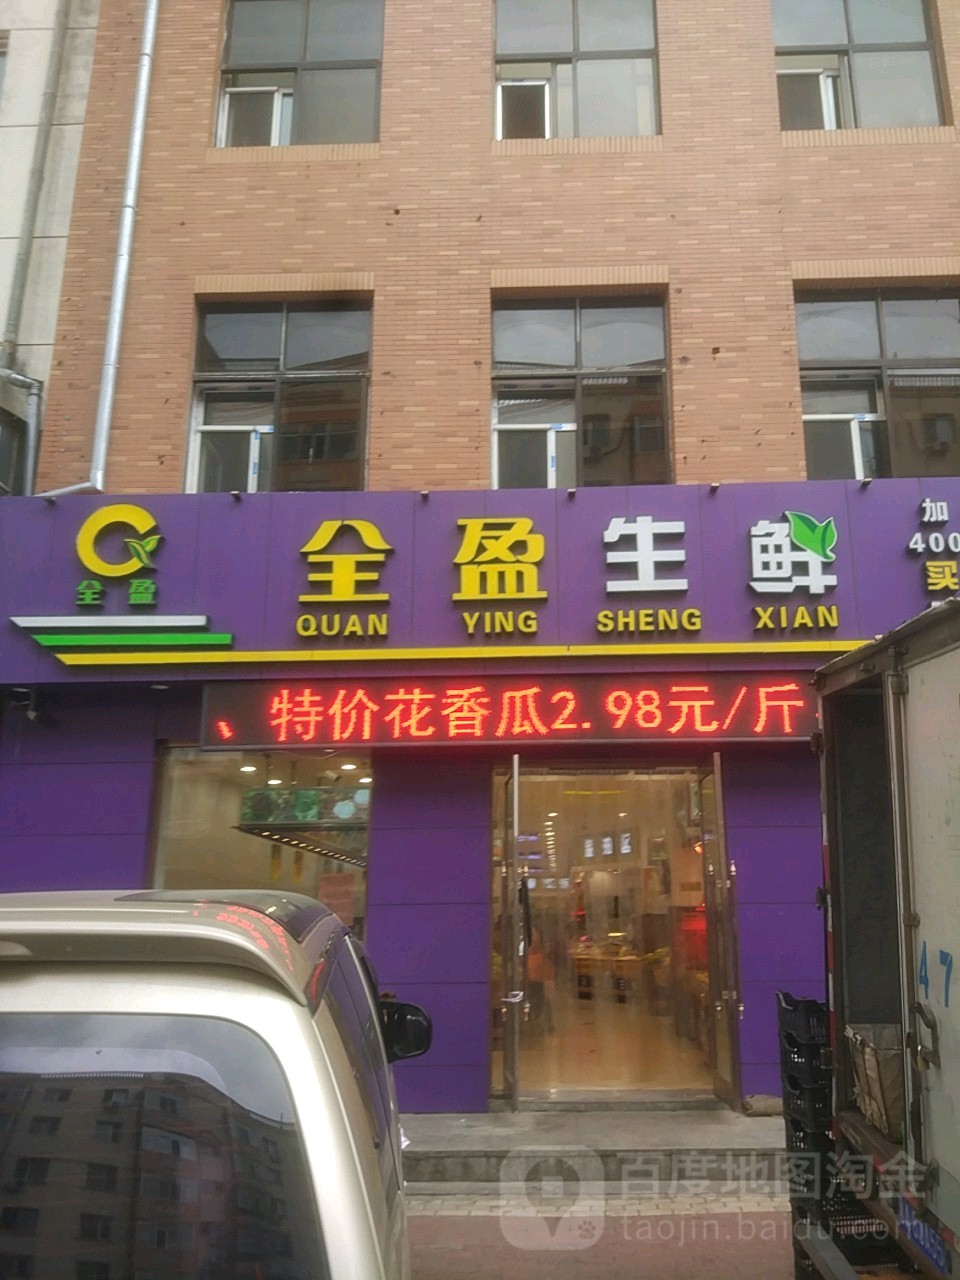 全盈
全盈生鲜
QUAN YING SHENG XIAN
加
400
买
、特价花香瓜2.98元/斤
47
百度地图淘金
taojin.baidu.com